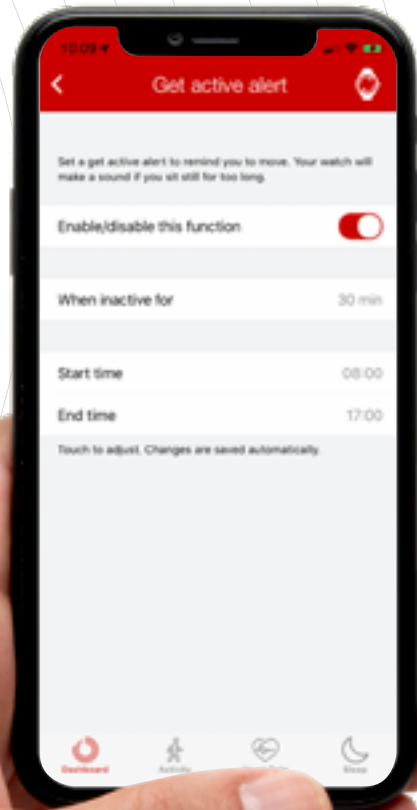 10:09
Get active alert
Set a get active alert to remind you to move. Your watch will
make a sound if you sit still for too long.
Enable/disable this function
When inactive for 30 min
Start time 08:00
End time 17:00
Touch to adjust. Changes are saved automatically.
Dashboard Activity Sleep